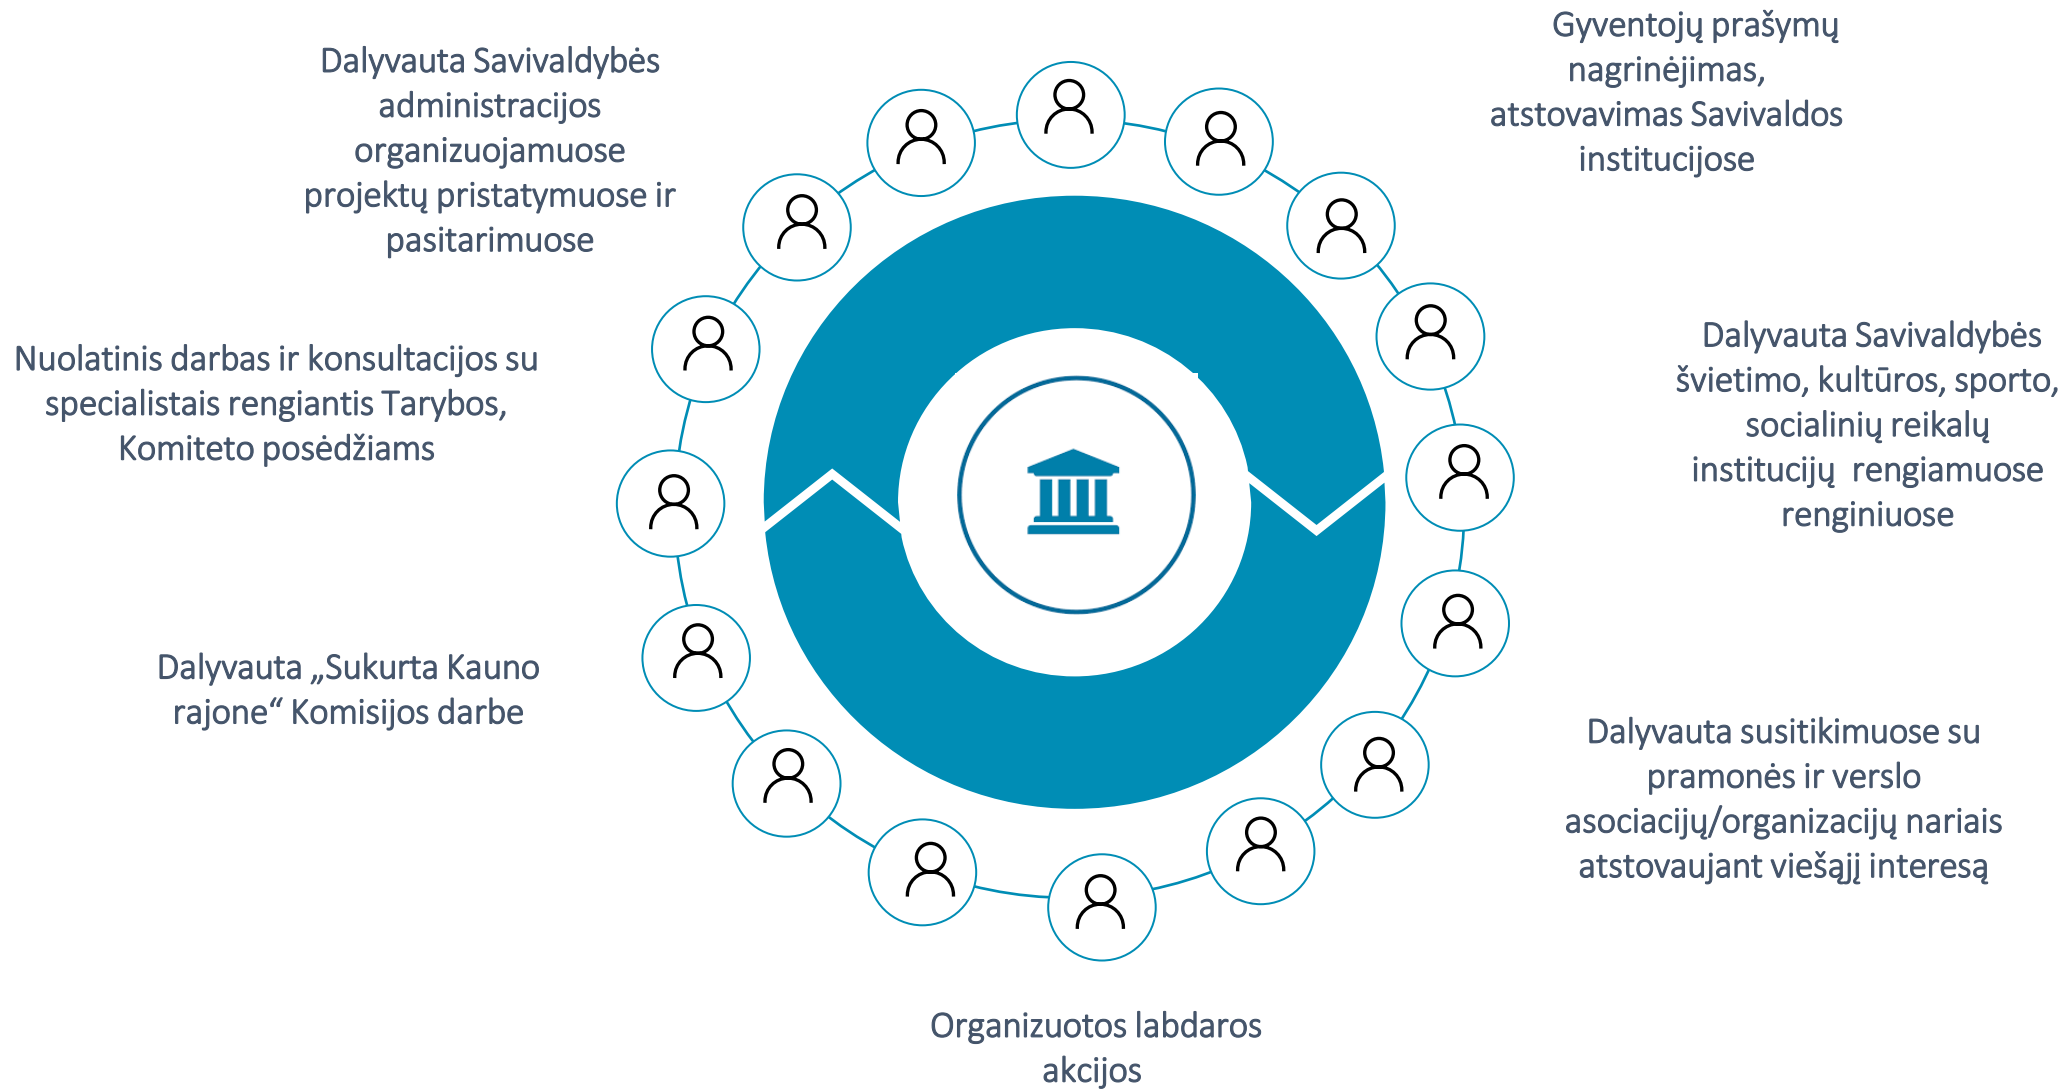 Dalyvauta Savivaldybės
administracijos
organizuojamuose
projektų pristatymuose ir
pasitarimuose
Gyventojų prašymų
nagrinėjimas,
atstovavimas Savivaldos
institucijose
Nuolatinis darbas ir konsultacijos su
specialistais rengiantis Tarybos,
Komiteto posėdžiams
Dalyvauta Savivaldybės
švietimo, kultūros, sporto,
socialinių reikalų
institucijų  rengiamuose
renginiuose
Dalyvauta „Sukurta Kauno
rajone“ Komisijos darbe
Dalyvauta susitikimuose su
pramonės ir verslo
asociacijų/organizacijų nariais
atstovaujant viešąjį interesą
Organizuotos labdaros
akcijos